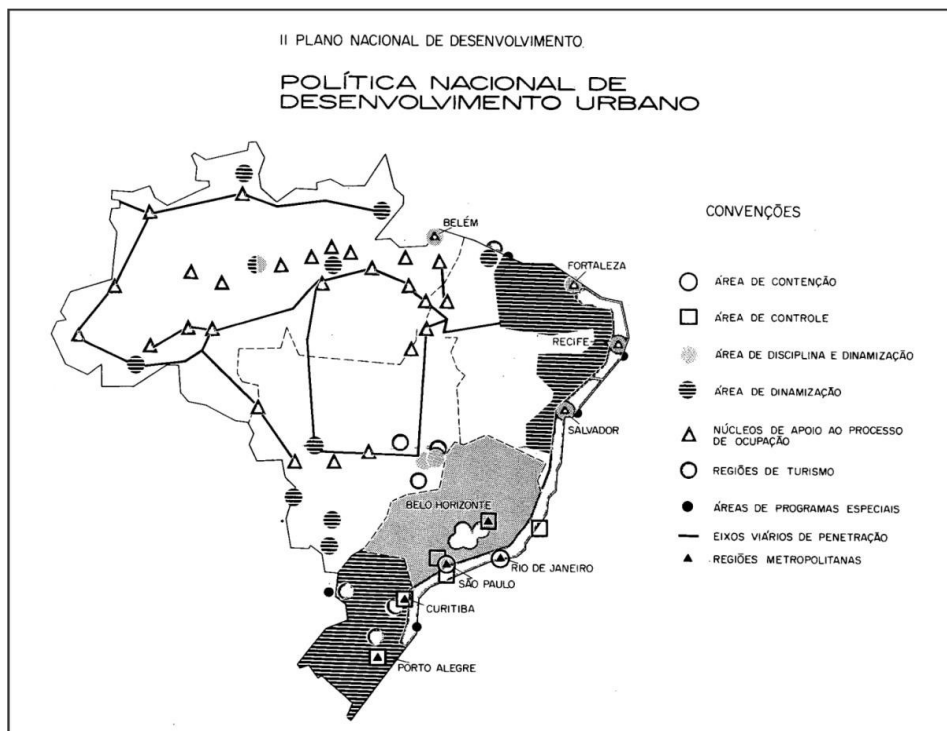 II PLANO NACIONAL DE DESENVOLVIMENTO.
POLÍTICA NACIONAL DE
DESENVOLVIMENTO URBANO
CONVENÇÕES
ÁREA DE CONTENÇÃO
ÁREA DE CONTROLE
ÁREA DE DISCIPLINA E DINAMIZAÇÃO
ÁREA DE DINAMIZAÇÃO
NÚCLEOS DE APOIO AO PROCESSO
DE OCUPAÇÃO
REGIÕES DE TURISMO
ÁREAS DE PROGRAMAS ESPECIAIS
EIXOS VIÁRIOS DE PENETRAÇÃO
REGIÕES METROPOLITANAS
BELÉM
FORTALEZA
RECIFE
SALVADOR
BELO HORIZONTE
RIO DE JANEIRO
SÃO PAULO
CURITIBA
PORTO ALEGRE